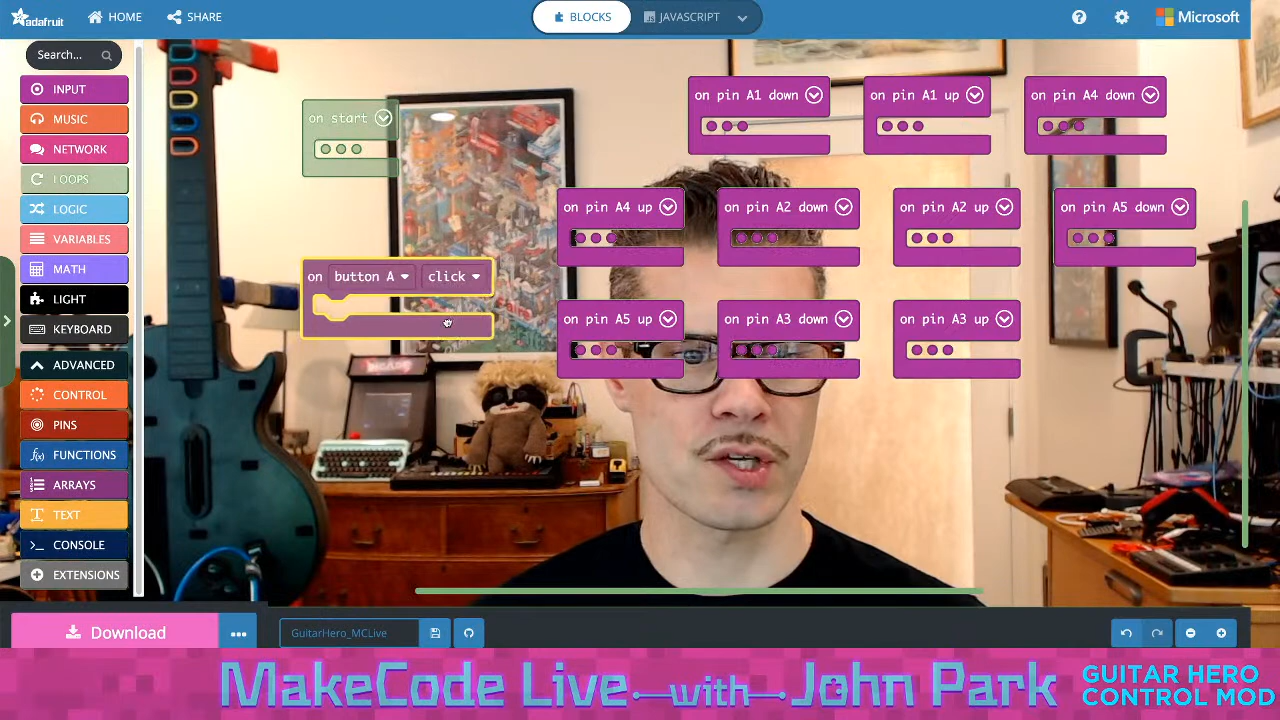 adafruit
HOME
SHARE
BLOCKS
JAVASCRIPT
Microsoft
Search...
INPUT
MUSIC
NETWORK
LOOPS
LOGIC
VARIABLES
MATH
LIGHT
KEYBOARD
ADVANCED
CONTROL
PINS
f(x) FUNCTIONS
ARRAYS
TEXT
CONSOLE
EXTENSIONS
on start
on button A click
on pin A1 down
on pin A1 up
on pin A4 down
on pin A4 up
on pin A2 down
on pin A2 up
on pin A5 down
on pin A5 up
on pin A3 down
on pin A3 up
Download
GuitarHero_MCLive
MakeCode Live—with—John Park
GUITAR HERO
CONTROL MOD